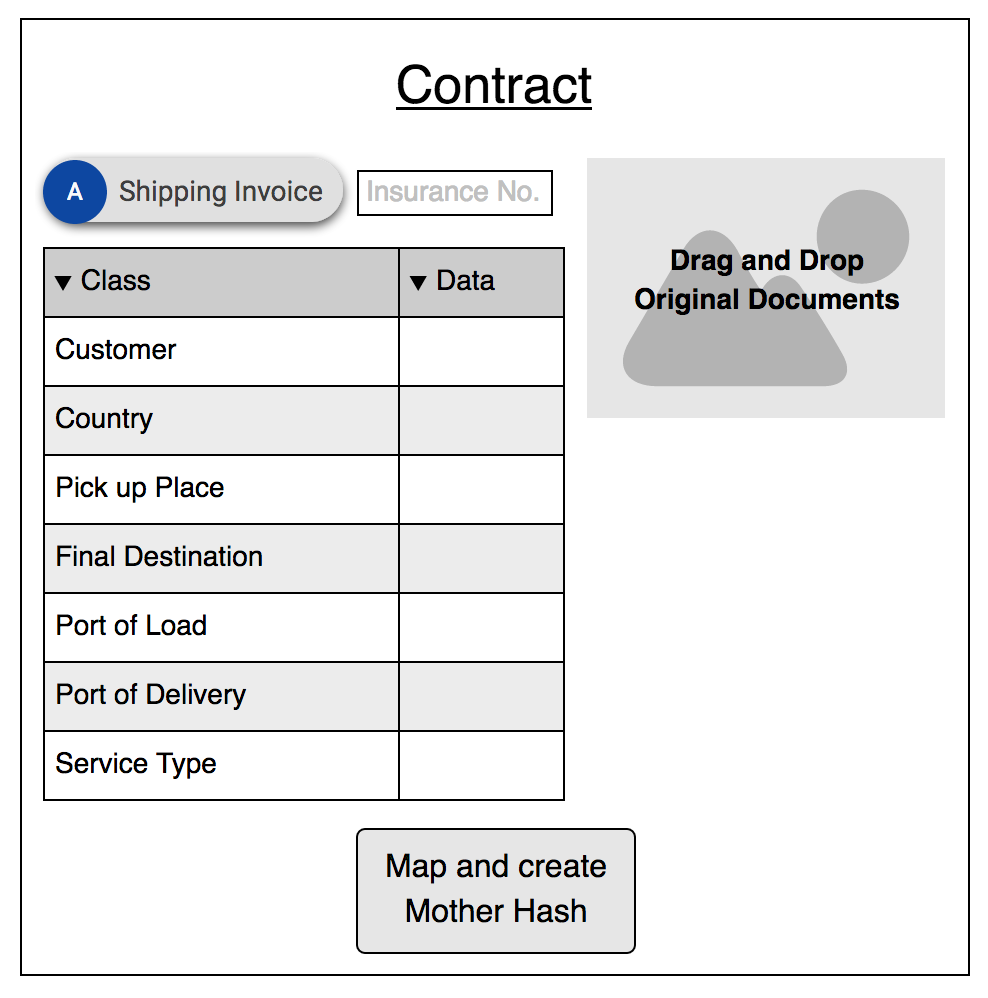 Contract
A
Shipping Invoice
Insurance No.
Drag and Drop
Original Documents
▼ Class
▼ Data
Customer
Country
Pick up Place
Final Destination
Port of Load
Port of Delivery
Service Type
Map and create
Mother Hash